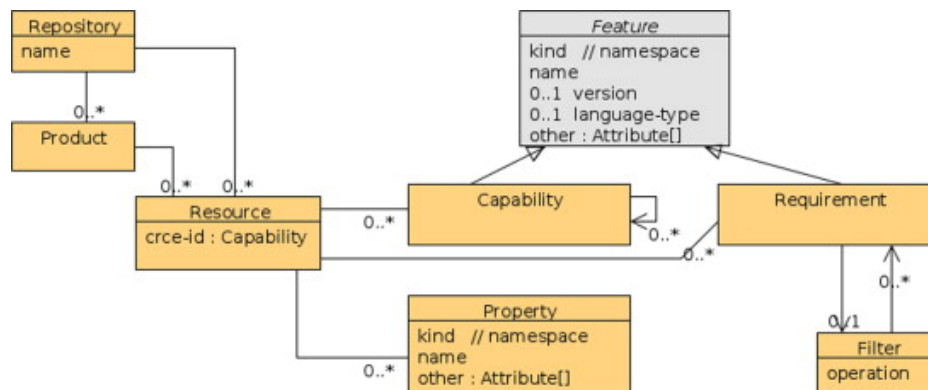 Repository
name
0..*
Product
0..*
0..*
Resource
crce-id : Capability
Feature
kind // namespace
name
0..1 version
0..1 language-type
other : Attribute[]
Capability
0..*
0..*
Requirement
0..*
0..*
0..1
Filter
operation
Property
kind // namespace
name
other : Attribute[]
0..*